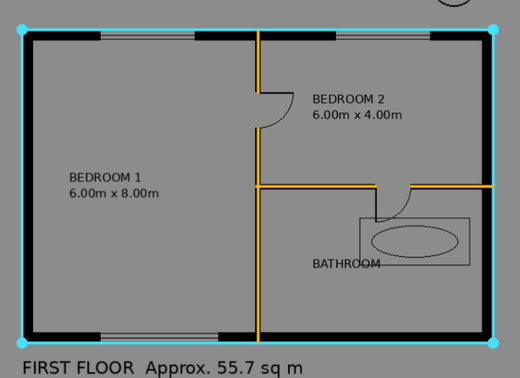 BEDROOM 2
6.00m x 4.00m
BEDROOM 1
6.00m x 8.00m
BATHROOM
FIRST FLOOR Approx. 55.7 sq m